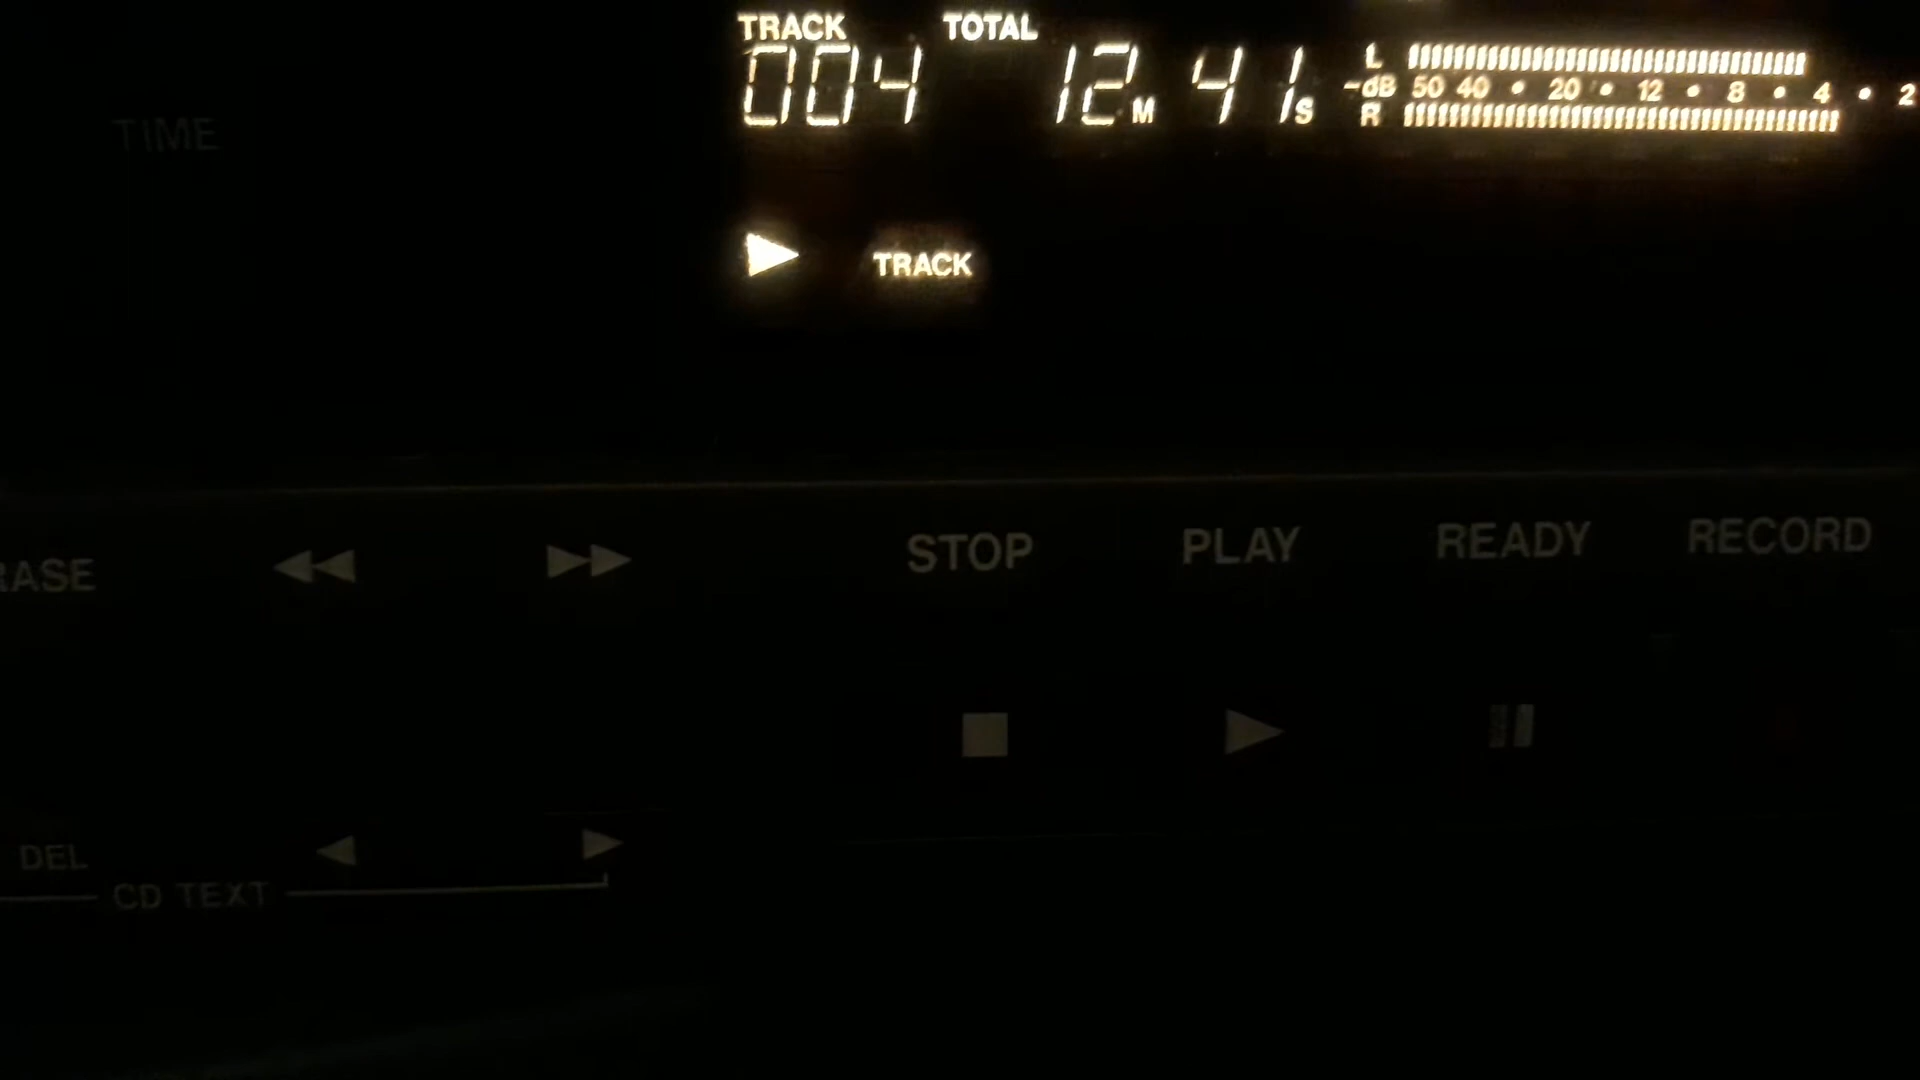 TRACK TOTAL
004 12M 41S
L
-dB 50 40 • 20 • 12 • 8 • 4 • 2
R
TIME
TRACK
RASE STOP PLAY READY RECORD
DEL
CD TEXT